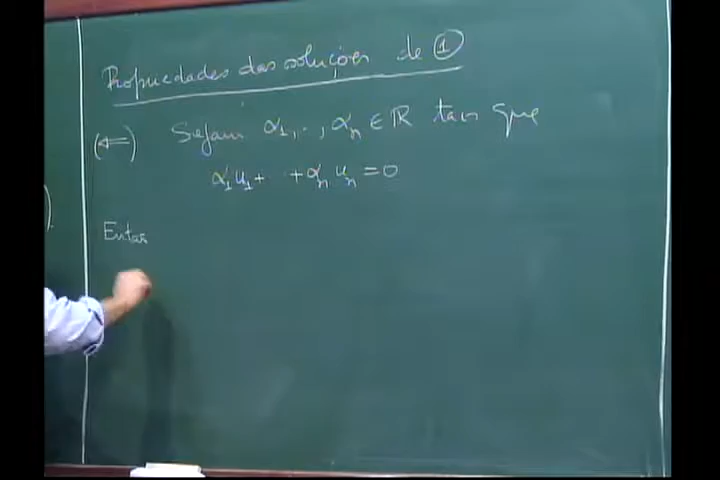 Propriedades das soluções de ①
(⇐) Sejam α₁, .. , αₙ ∈ ℝ tais que
α₁u₁ + ·· + αₙuₙ = 0
Então
).